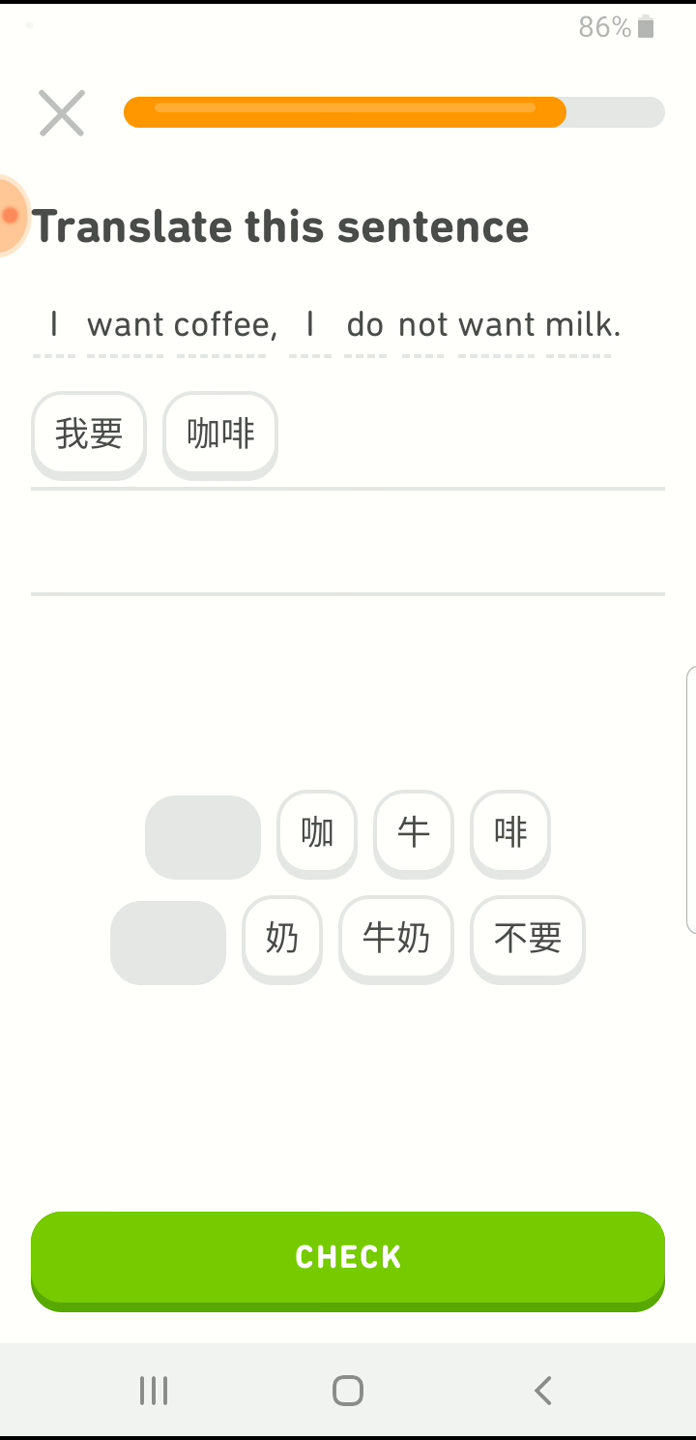 86%
Translate this sentence
I want coffee, I do not want milk.
我要 咖啡
咖 牛 啡
奶 牛奶 不要
CHECK